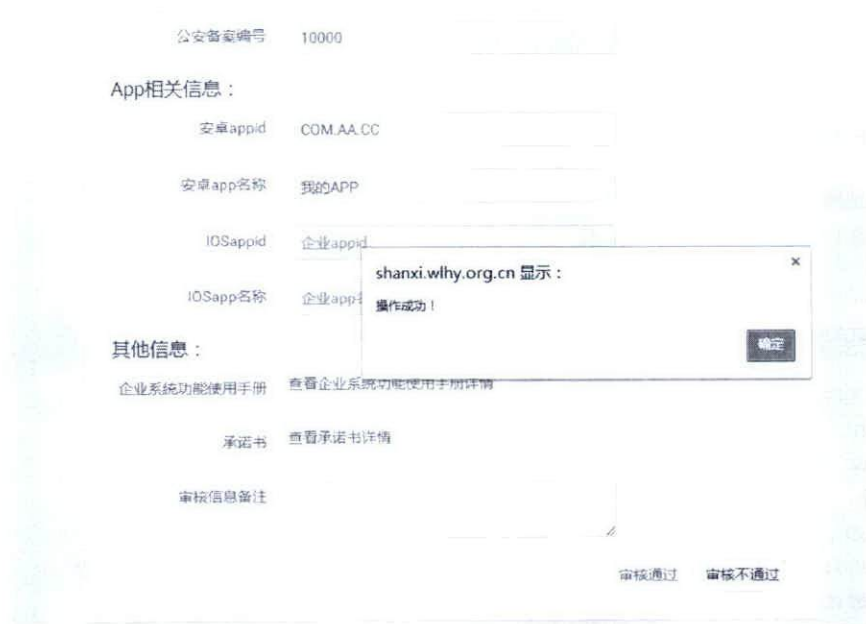 公安备案编号 10000
App相关信息：
安卓appid COM.AA.CC
安卓app名称 我的APP
IOSappid 企业appid
shanxi.wlhy.org.cn 显示：
×
IOSapp名称 企业app
操作成功！
确定
其他信息：
企业系统功能使用手册 查看企业系统功能使用手册详情
承诺书 查看承诺书详情
审核信息备注
审核通过 审核不通过